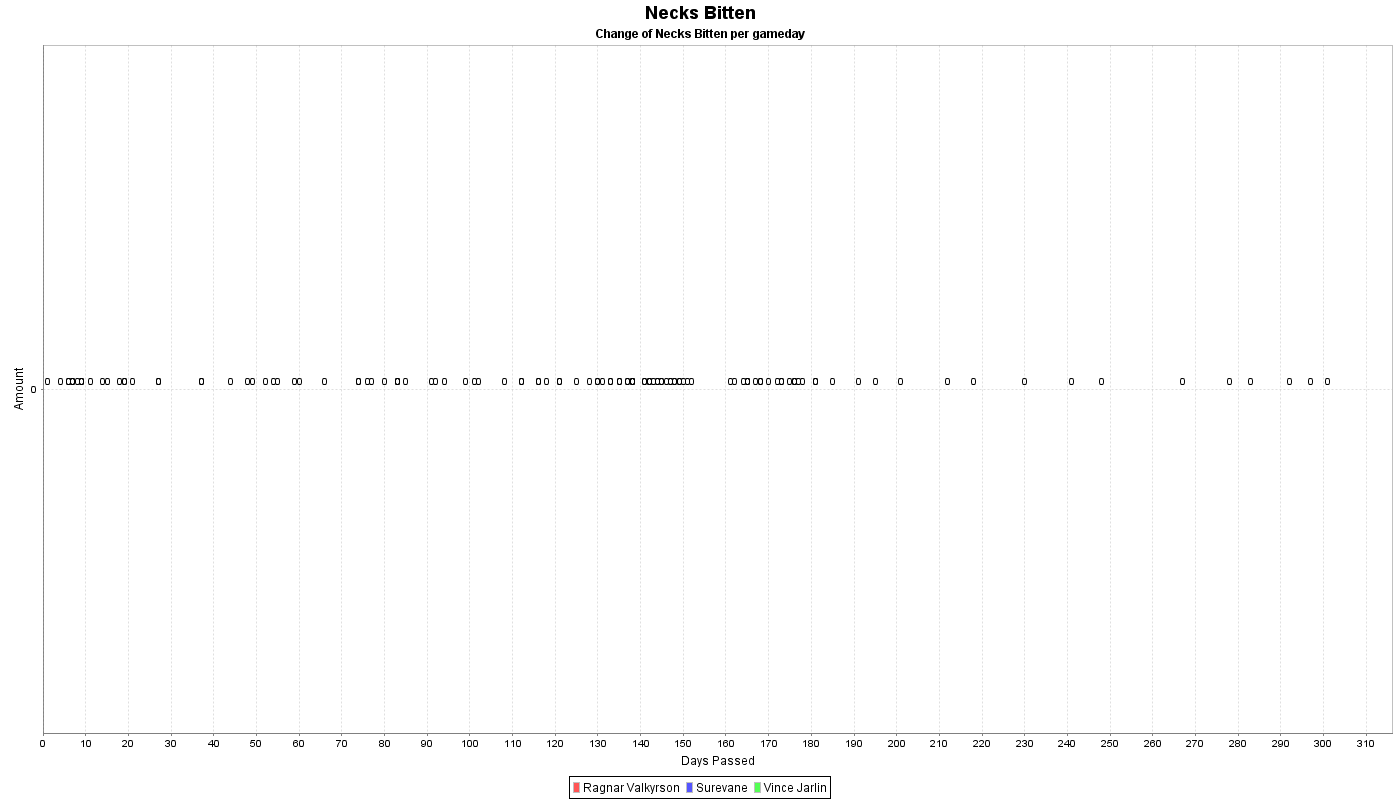 Necks Bitten
Change of Necks Bitten per gameday
Amount
0
0 10 20 30 40 50 60 70 80 90 100 110 120 130 140 150 160 170 180 190 200 210 220 230 240 250 260 270 280 290 300 310
Days Passed
Ragnar Valkyrson Surevane Vince Jarlin